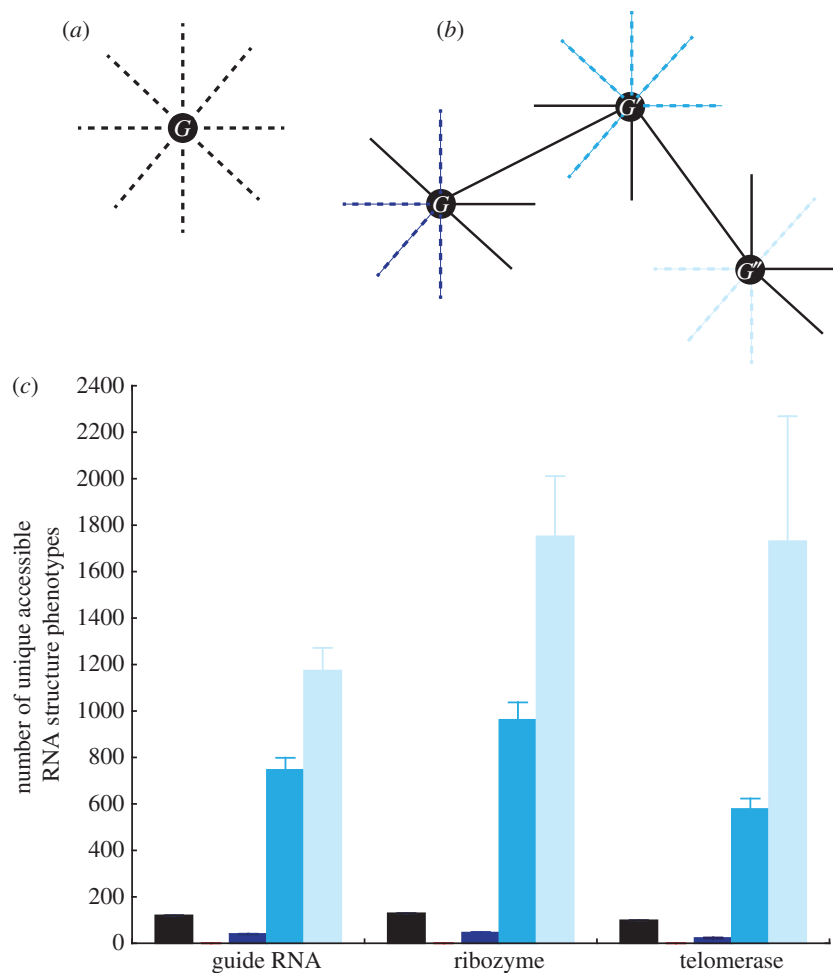 (a)
(b)
G
G
G′
G″
(c)
number of unique accessible
RNA structure phenotypes
2400
2200
2000
1800
1600
1400
1200
1000
800
600
400
200
0
guide RNA
ribozyme
telomerase